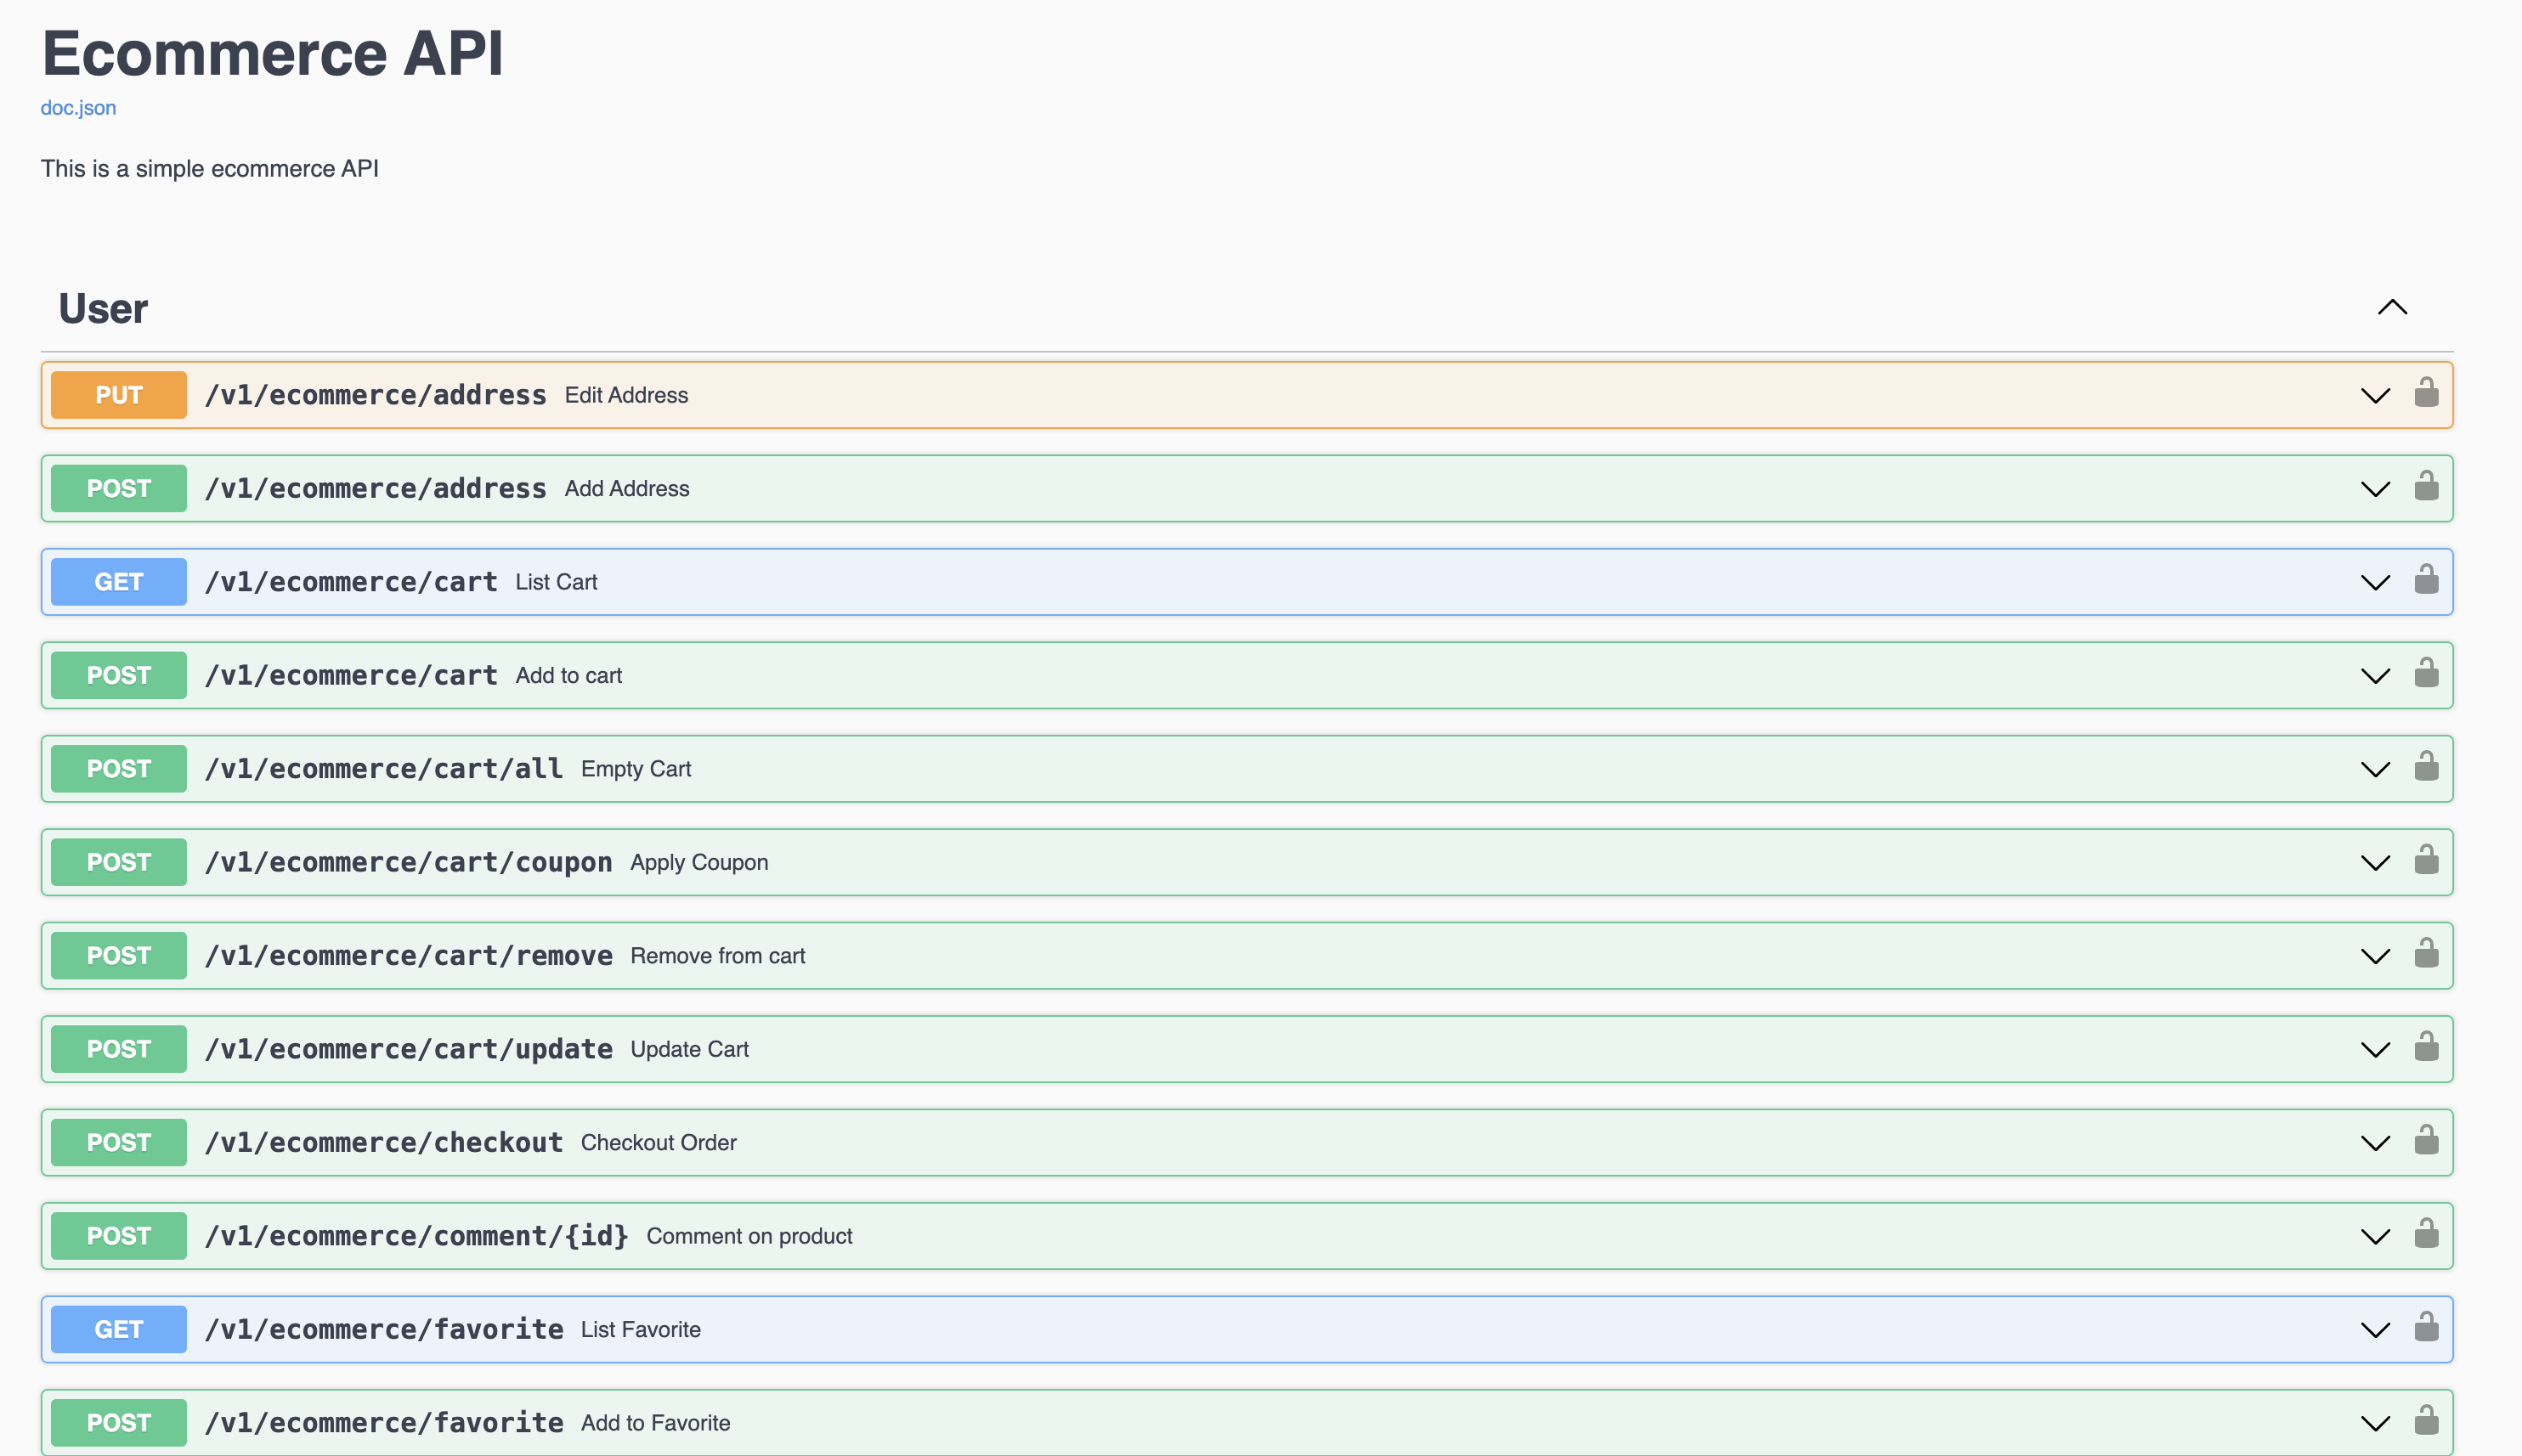 Ecommerce API
doc.json
This is a simple ecommerce API
User
PUT /v1/ecommerce/address Edit Address
POST /v1/ecommerce/address Add Address
GET /v1/ecommerce/cart List Cart
POST /v1/ecommerce/cart Add to cart
POST /v1/ecommerce/cart/all Empty Cart
POST /v1/ecommerce/cart/coupon Apply Coupon
POST /v1/ecommerce/cart/remove Remove from cart
POST /v1/ecommerce/cart/update Update Cart
POST /v1/ecommerce/checkout Checkout Order
POST /v1/ecommerce/comment/{id} Comment on product
GET /v1/ecommerce/favorite List Favorite
POST /v1/ecommerce/favorite Add to Favorite